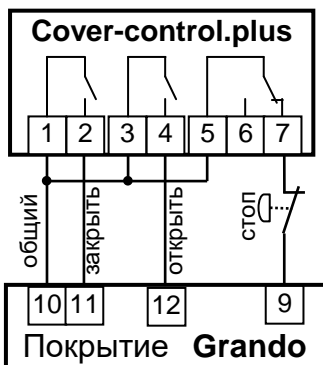 Cover-control.plus
1 2 3 4 5 6 7
общий закрыть открыть стоп
10 11 12 9
Покрытие Grando